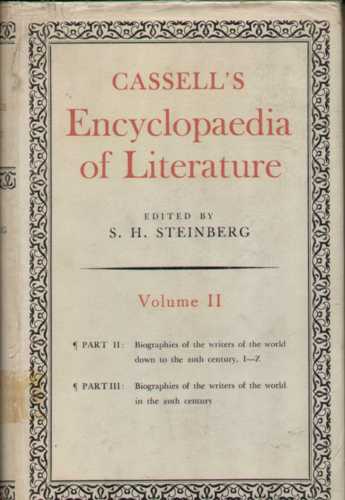 CASSELL'S
Encyclopaedia
of Literature
EDITED BY
S. H. STEINBERG
Volume II
¶ PART II: Biographies of the writers of the world
down to the 20th century, I—Z
¶ PART III: Biographies of the writers of the world
in the 20th century